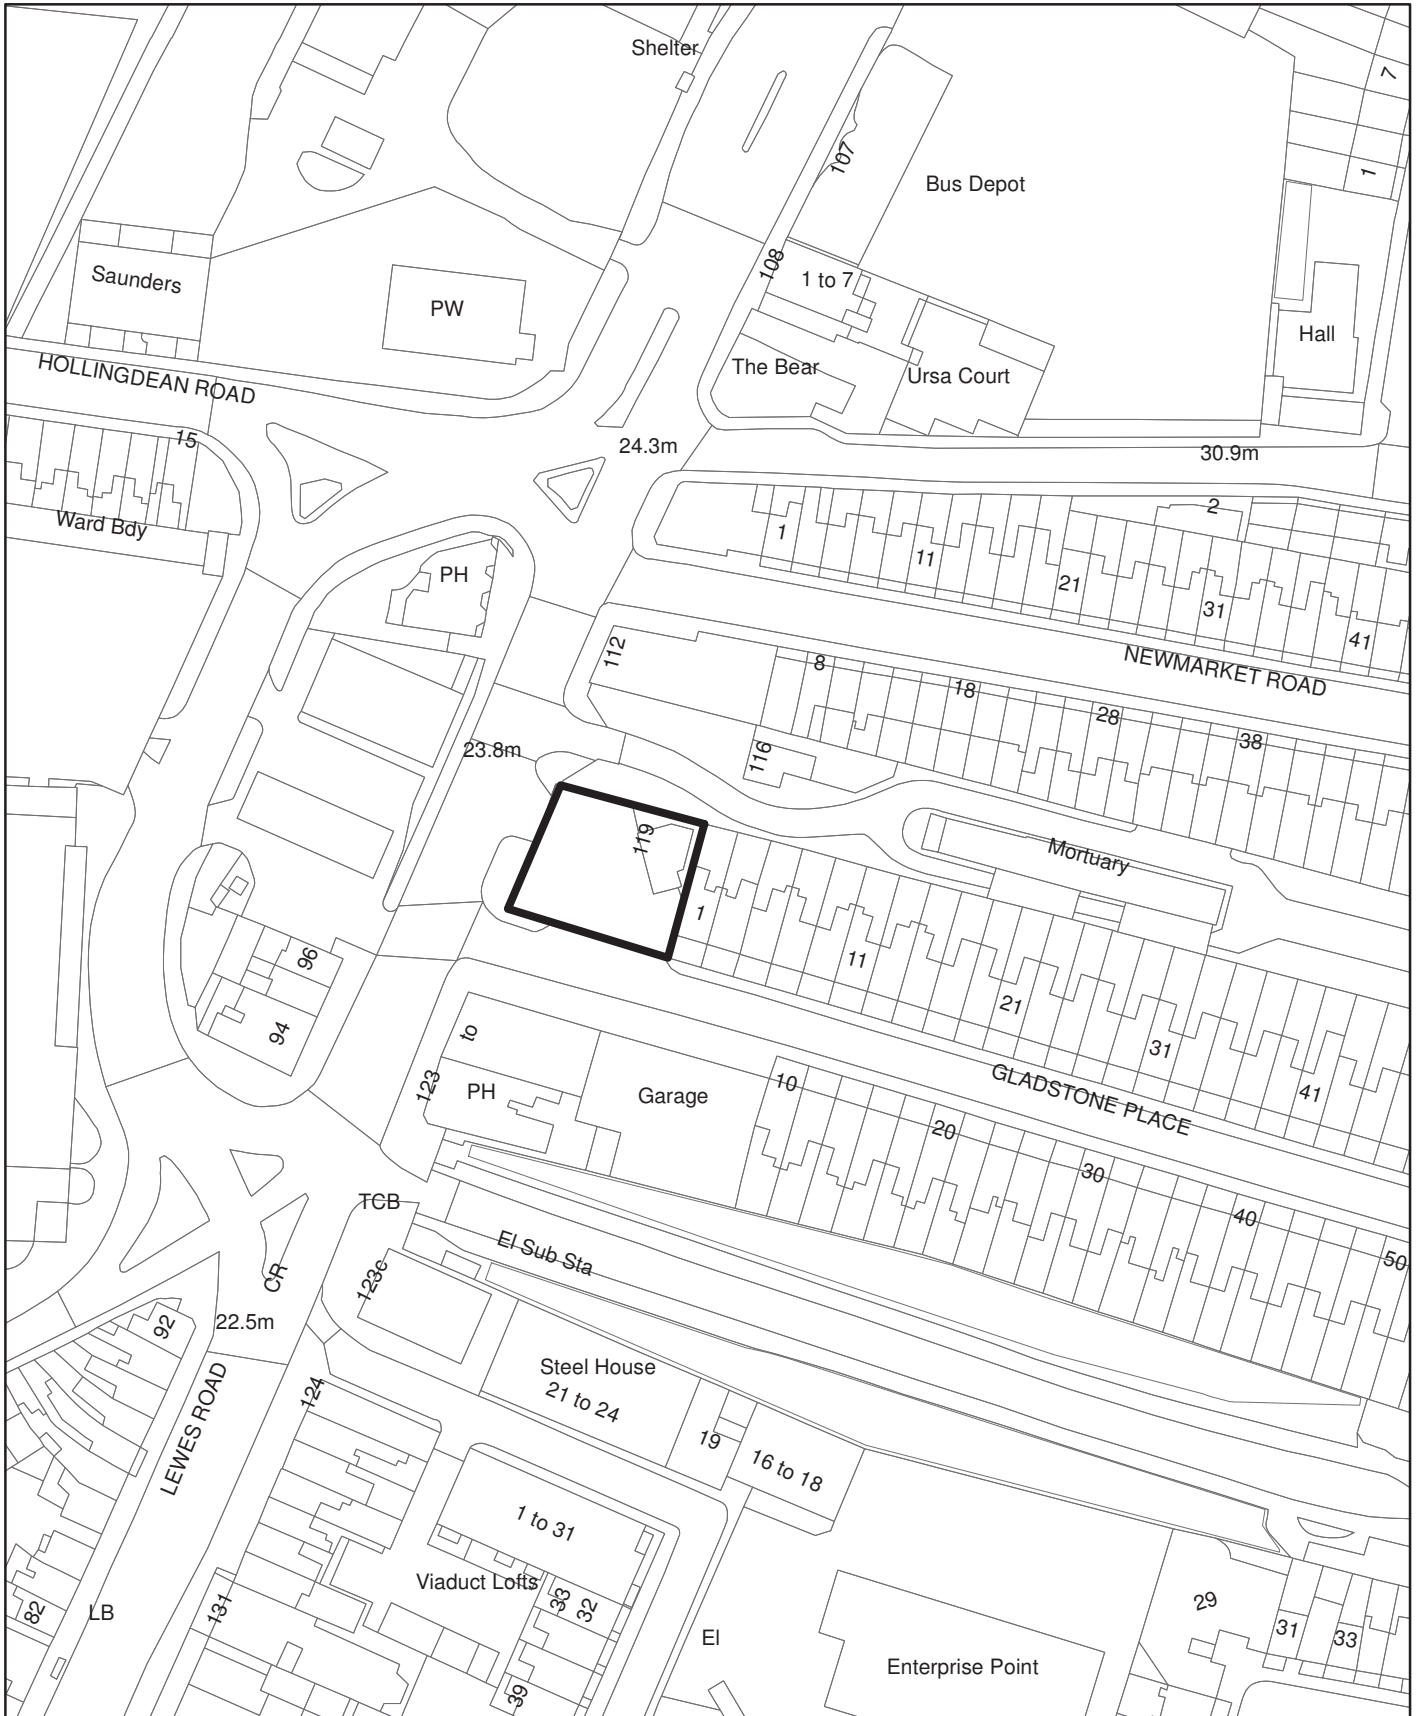 Shelter
7
107
1
Bus Depot
108
1 to 7
Saunders
PW
Hall
The Bear
Ursa Court
HOLLINGDEAN ROAD
15
24.3m
30.9m
2
Ward Bdy
1
11
PH
21
31
41
112
NEWMARKET ROAD
8
18
28
38
23.8m
116
119
Mortuary
1
11
96
21
94
to
31
41
123
PH
Garage
10
GLADSTONE PLACE
20
30
40
50
TCB
El Sub Sta
CR
123c
92
22.5m
Steel House
21 to 24
LEWES ROAD
124
19
16 to 18
1 to 31
Viaduct Lofts
33
32
29
82
LB
131
El
31
33
Enterprise Point
39